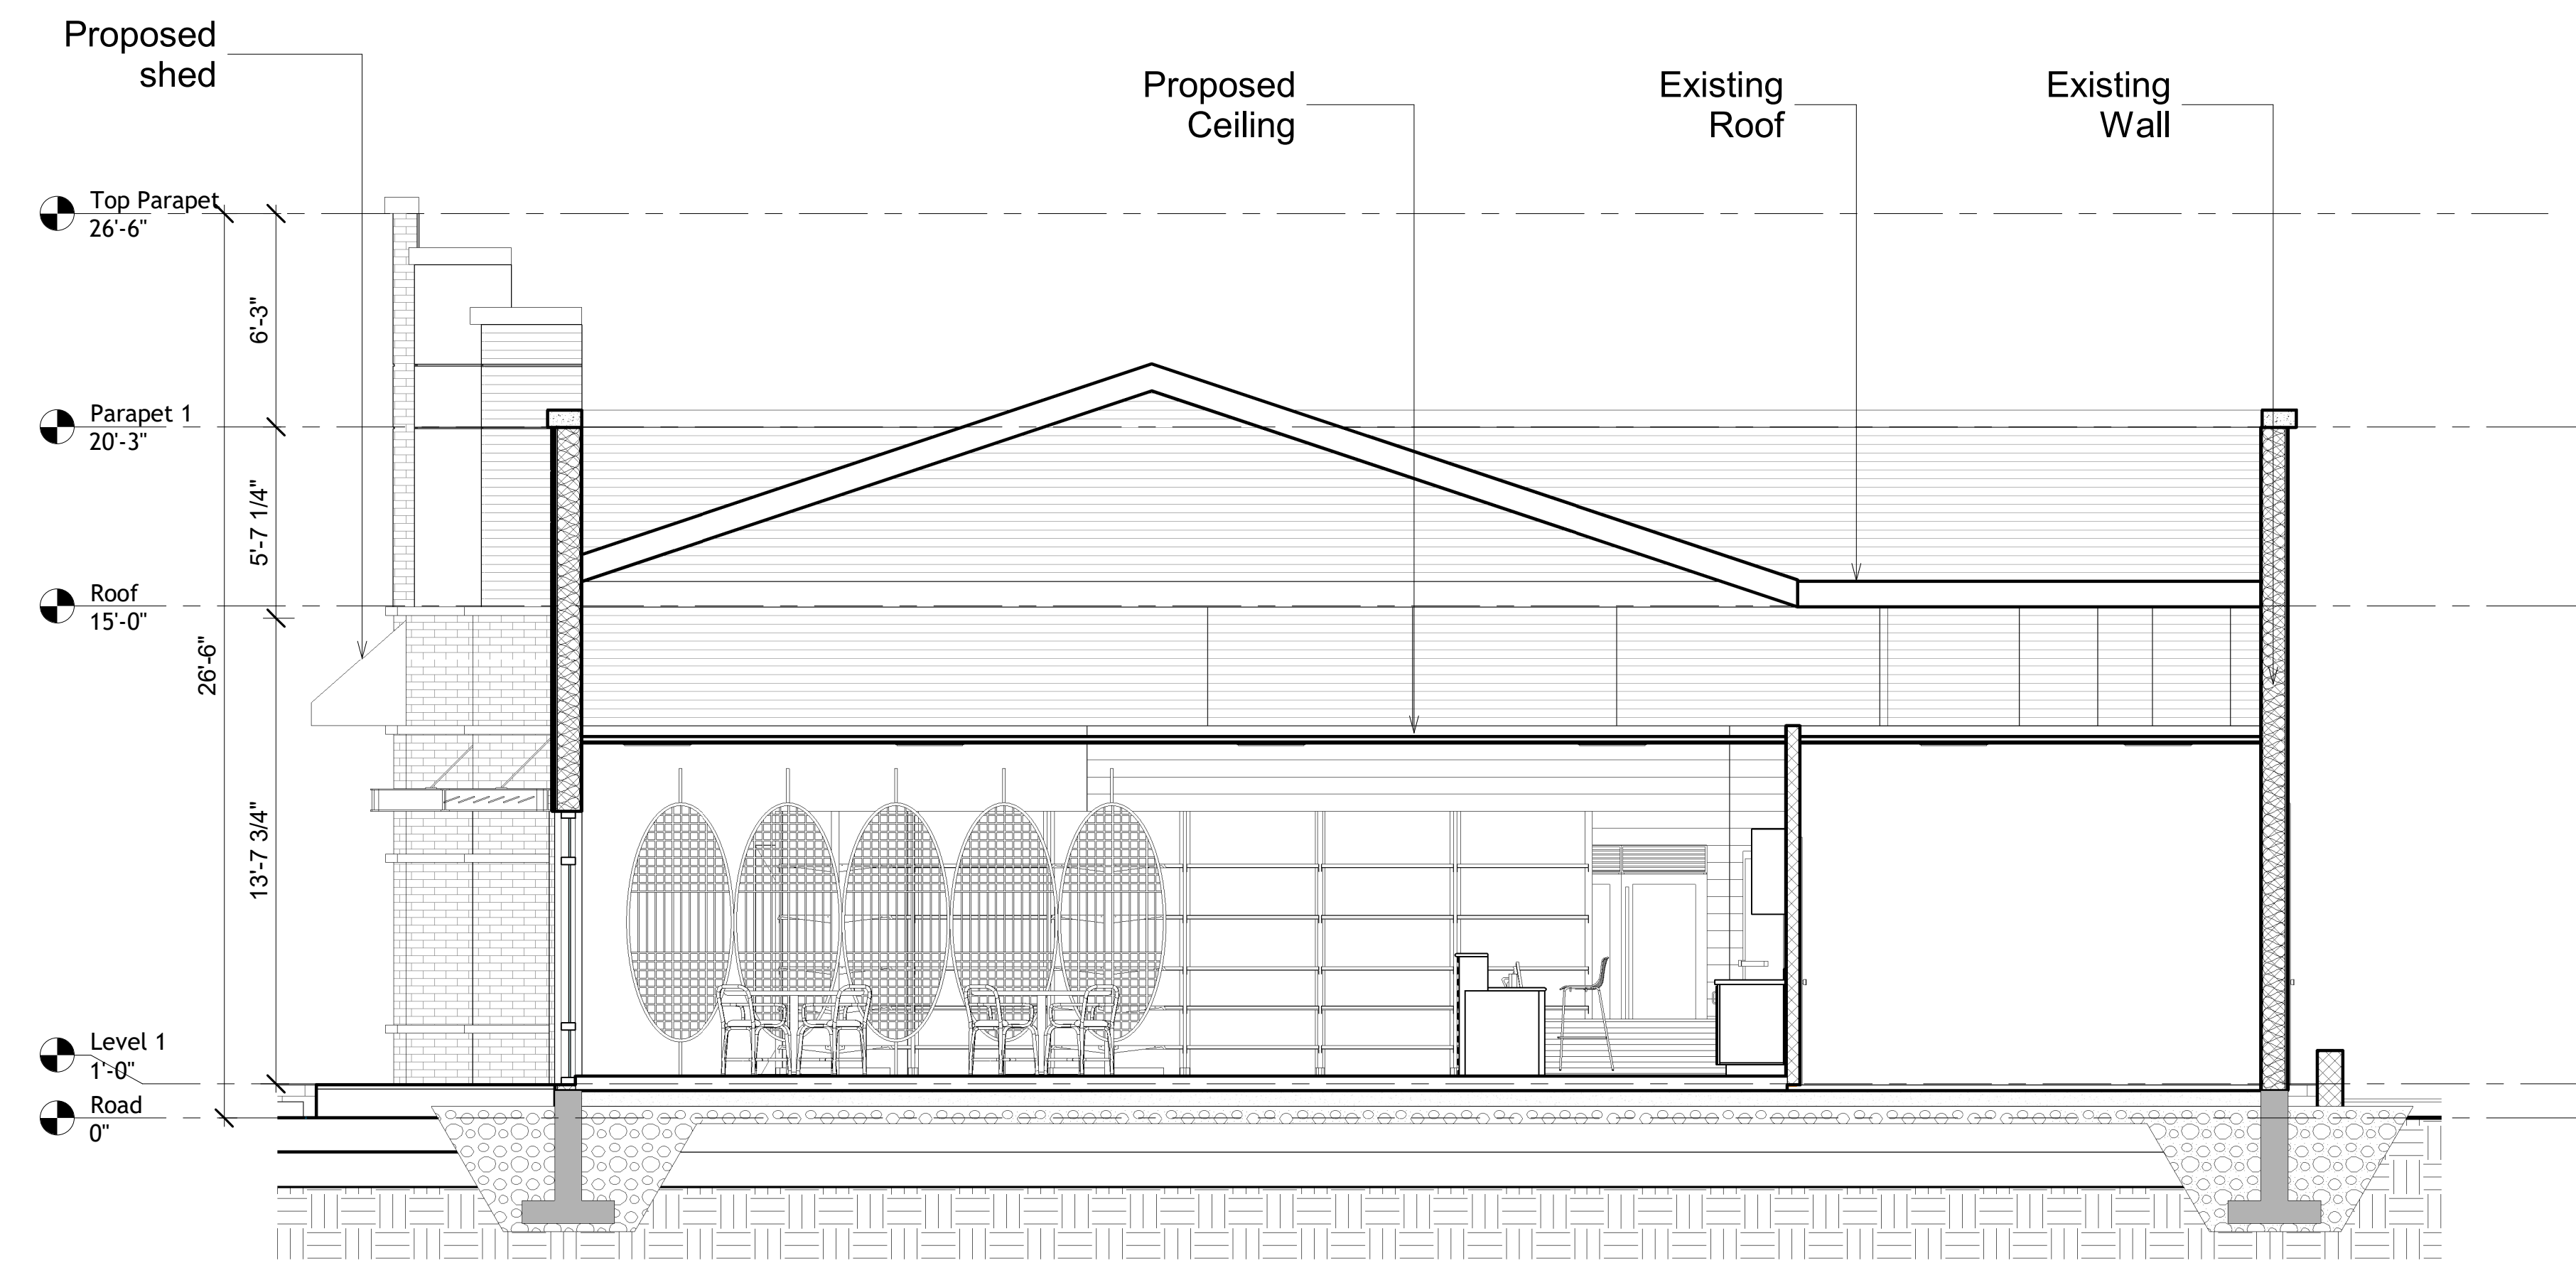 Proposed
shed
Proposed
Ceiling
Existing
Roof
Existing
Wall
Top Parapet
26'-6"
6'-3"
Parapet 1
20'-3"
5'-7 1/4"
Roof
15'-0"
26'-6"
13'-7 3/4"
Level 1
1'-0"
Road
0"